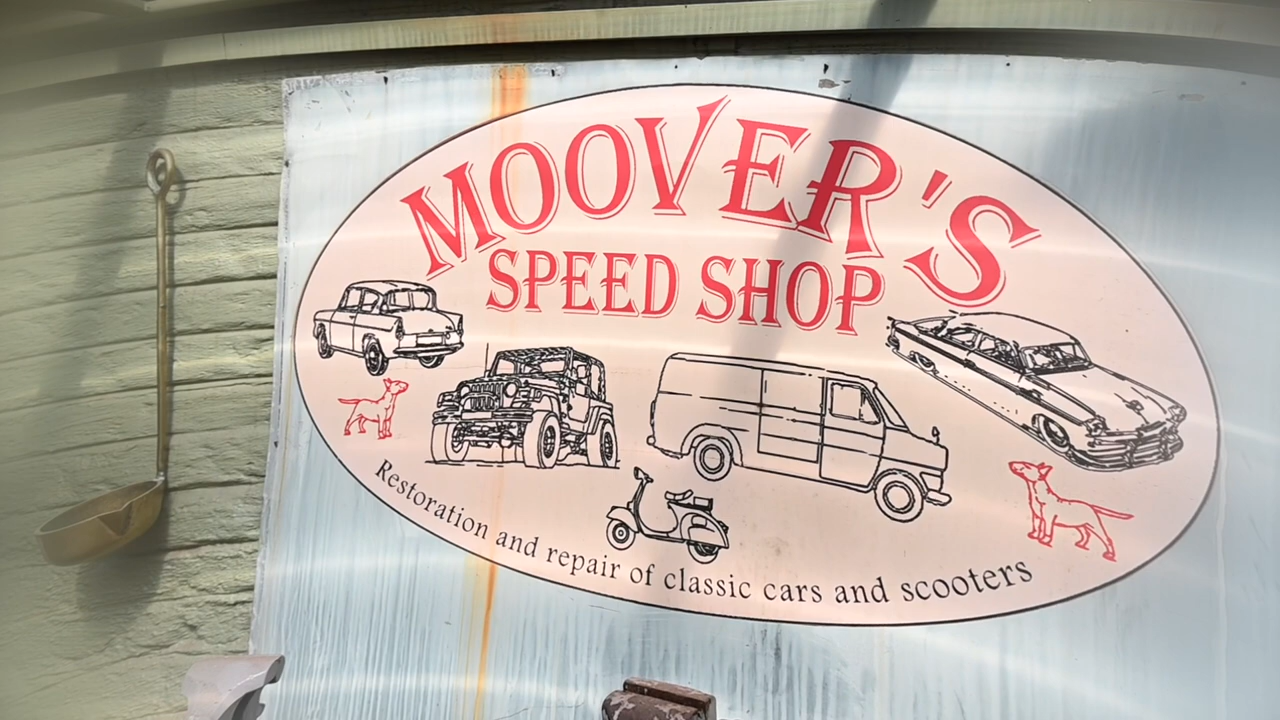 MOOVER'S
SPEED SHOP
Restoration and repair of classic cars and scooters